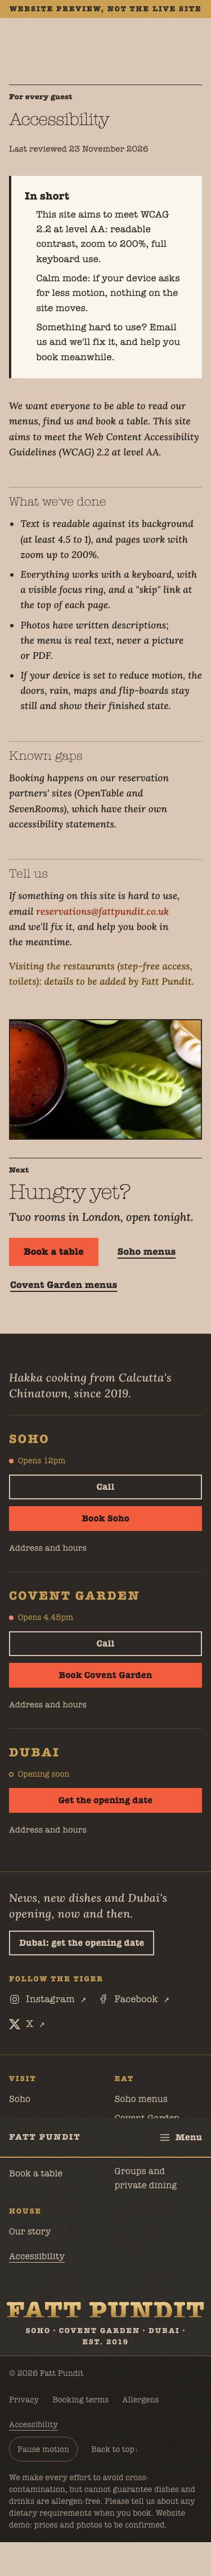 WEBSITE PREVIEW, NOT THE LIVE SITE
For every guest
Accessibility
Last reviewed 23 November 2026
In short
This site aims to meet WCAG
2.2 at level AA: readable
contrast, zoom to 200%, full
keyboard use.
Calm mode: if your device asks
for less motion, nothing on the
site moves.
Something hard to use? Email
us and we'll fix it, and help you
book meanwhile.
We want everyone to be able to read our
menus, find us and book a table. This site
aims to meet the Web Content Accessibility
Guidelines (WCAG) 2.2 at level AA.
What we've done
• Text is readable against its background
(at least 4.5 to 1), and pages work with
zoom up to 200%.
• Everything works with a keyboard, with
a visible focus ring, and a "skip" link at
the top of each page.
• Photos have written descriptions;
the menu is real text, never a picture
or PDF.
• If your device is set to reduce motion, the
doors, rain, maps and flip-boards stay
still and show their finished state.
Known gaps
Booking happens on our reservation
partners' sites (OpenTable and
SevenRooms), which have their own
accessibility statements.
Tell us
If something on this site is hard to use,
email reservations@fattpundit.co.uk
and we'll fix it, and help you book in
the meantime.
Visiting the restaurants (step-free access,
toilets): details to be added by Fatt Pundit.
Next
Hungry yet?
Two rooms in London, open tonight.
Book a table
Soho menus
Covent Garden menus
Hakka cooking from Calcutta's
Chinatown, since 2019.
SOHO
Opens 12pm
Call
Book Soho
Address and hours
COVENT GARDEN
Opens 4.45pm
Call
Book Covent Garden
Address and hours
DUBAI
Opening soon
Get the opening date
Address and hours
News, new dishes and Dubai's
opening, now and then.
Dubai: get the opening date
FOLLOW THE TIGER
Instagram ↗ Facebook ↗
X ↗
VISIT EAT
Soho Soho menus
Covent Garden
FATT PUNDIT Menu
Book a table Groups and
private dining
HOUSE
Our story
Accessibility
FATT PUNDIT
SOHO · COVENT GARDEN · DUBAI ·
EST. 2019
© 2026 Fatt Pundit
Privacy Booking terms Allergens
Accessibility
Pause motion Back to top↑
We make every effort to avoid cross-
contamination, but cannot guarantee dishes and
drinks are allergen-free. Please tell us about any
dietary requirements when you book. Website
demo: prices and photos to be confirmed.